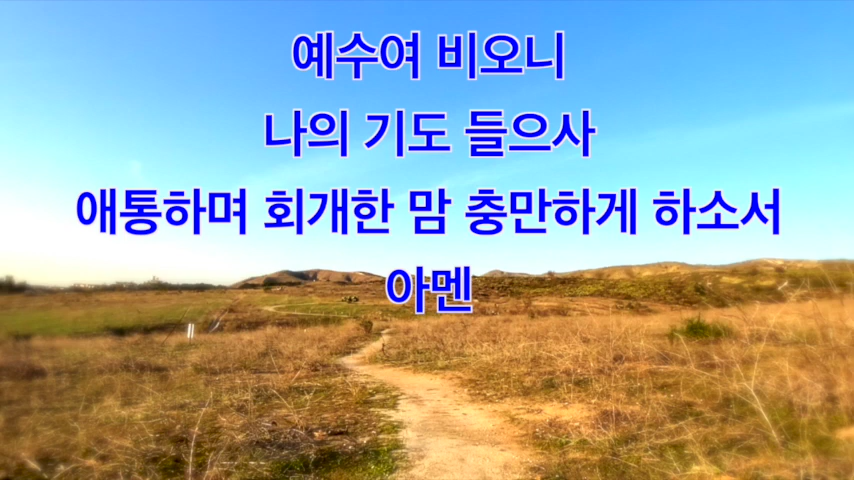 예수여 비오니
나의 기도 들으사
애통하며 회개한 맘 충만하게 하소서
아멘